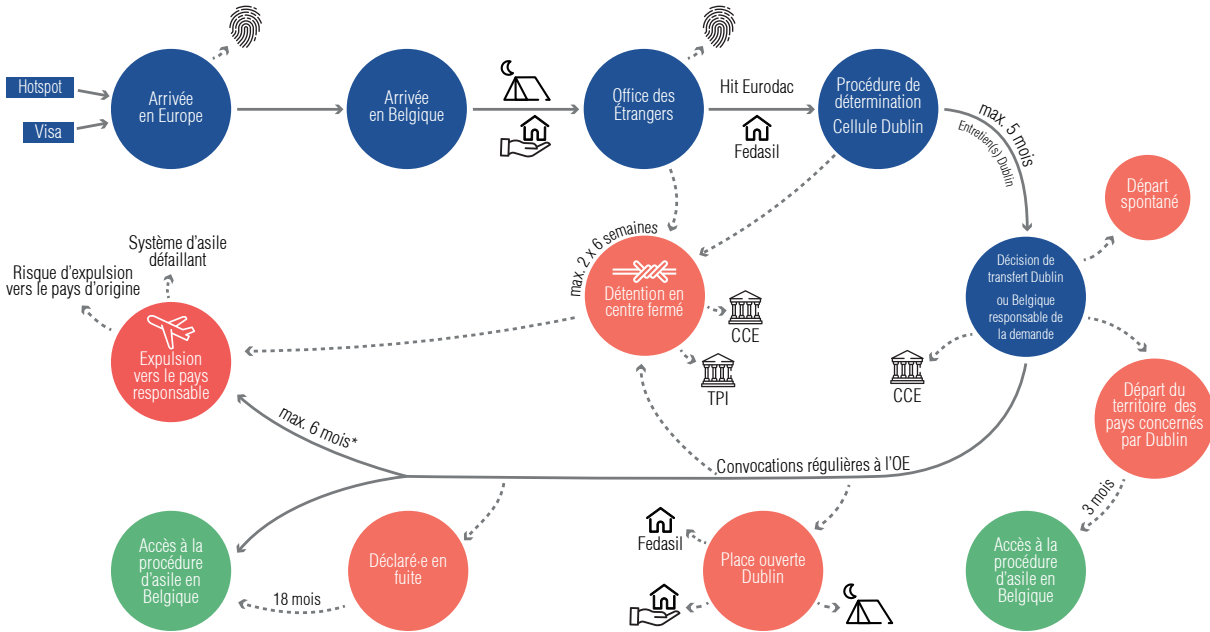 Hotspot
Visa
Arrivée
en Europe
Arrivée
en Belgique
Office des
Étrangers
Hit Eurodac
Fedasil
Procédure de
détermination
Cellule Dublin
max. 5 mois
Entretien(s) Dublin
Départ
spontané
Décision de
transfert Dublin
ou Belgique
responsable de
la demande
CCE
Départ du
territoire des
pays concernés
par Dublin
3 mois
Accès à la
procédure
d'asile en
Belgique
max. 2 x 6 semaines
Détention en
centre fermé
CCE
TPI
Système d'asile
défaillant
Risque d'expulsion
vers le pays d'origine
Expulsion
vers le pays
responsable
max. 6 mois*
Convocations régulières à l'OE
Accès à la
procédure
d'asile en
Belgique
18 mois
Déclaré·e en
fuite
Fedasil
Place ouverte
Dublin